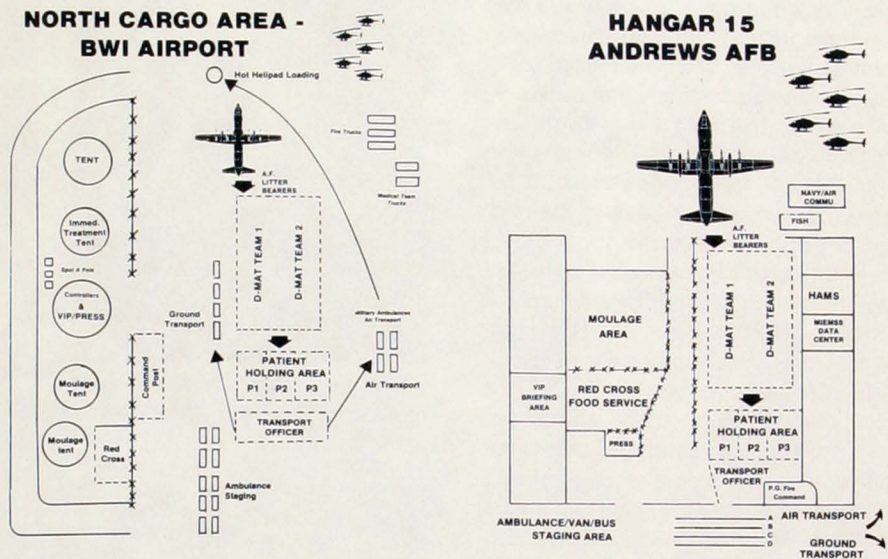 NORTH CARGO AREA -
BWI AIRPORT
Hot Helipad Loading
Fire Trucks
Medical Team
Trucks
A.F.
LITTER
BEARERS
D-MAT TEAM 1
D-MAT TEAM 2
TENT
Immed.
Treatment
Tent
Spot A Pots
Controllers
&
VIP/PRESS
Ground
Transport
Command
Post
Military Ambulances
Air Transport
Air Transport
PATIENT
HOLDING AREA
P1 P2 P3
TRANSPORT
OFFICER
Moulage
Tent
Moulage
tent
Red
Cross
Ambulance
Staging
HANGAR 15
ANDREWS AFB
NAVY/AIR
COMMU
FISH
A.F.
LITTER
BEARERS
D-MAT TEAM 1
D-MAT TEAM 2
HAMS
MIEMSS
DATA
CENTER
MOULAGE
AREA
VIP
BRIEFING
AREA
RED CROSS
FOOD SERVICE
PRESS
PATIENT
HOLDING AREA
P1 P2 P3
TRANSPORT
OFFICER
P.G. Fire
Command
AMBULANCE/VAN/BUS
STAGING AREA
A
B
C
D
AIR TRANSPORT
GROUND
TRANSPORT